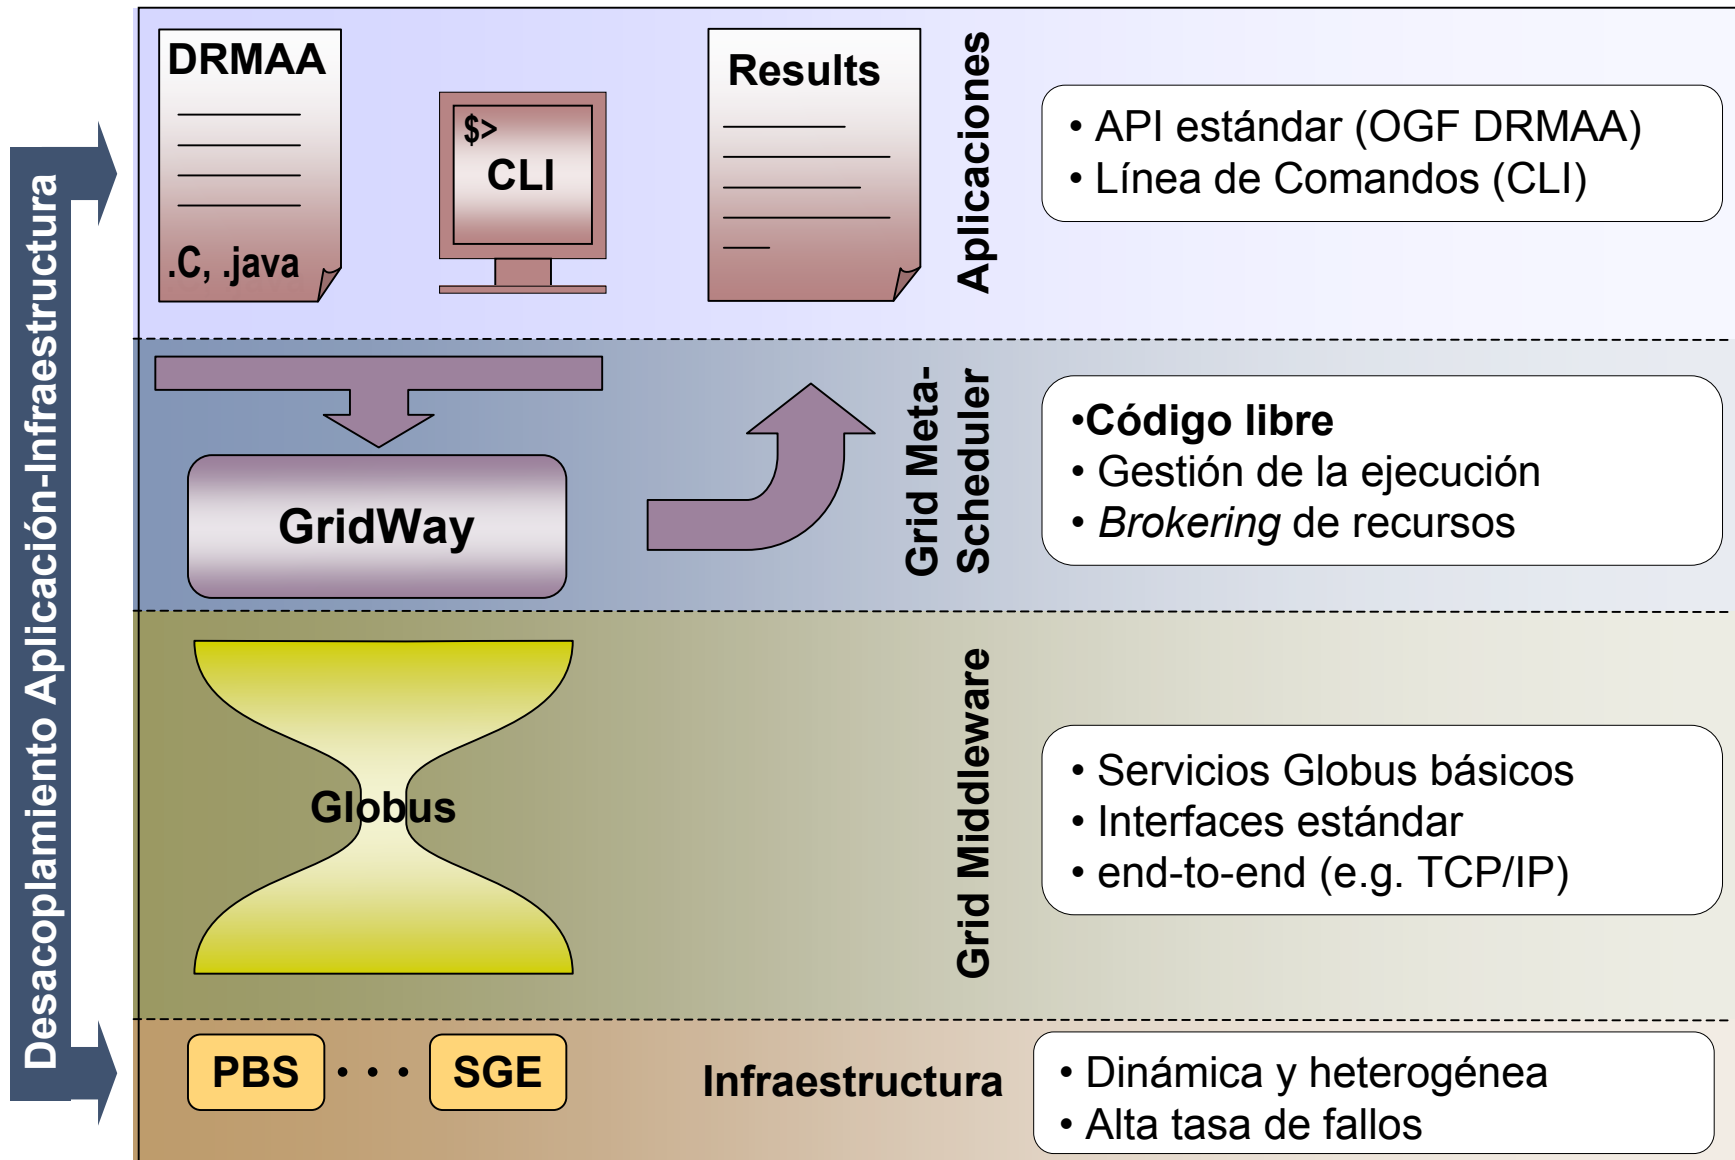 Desacoplamiento Aplicación-Infraestructura
DRMAA
.C, .java
$>
CLI
Results
Aplicaciones
• API estándar (OGF DRMAA)
• Línea de Comandos (CLI)
GridWay
Grid Meta-
Scheduler
•Código libre
• Gestión de la ejecución
• Brokering de recursos
Globus
Grid Middleware
• Servicios Globus básicos
• Interfaces estándar
• end-to-end (e.g. TCP/IP)
PBS
• • •
SGE
Infraestructura
• Dinámica y heterogénea
• Alta tasa de fallos